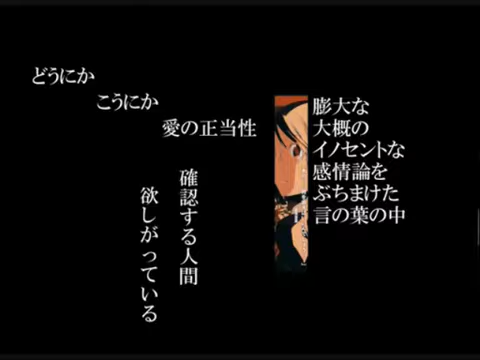 どうにか
こうにか
愛の正当性
確認する人間
欲しがっている
膨大な
大概の
イノセントな
感情論を
ぶちまけた
言の葉の中